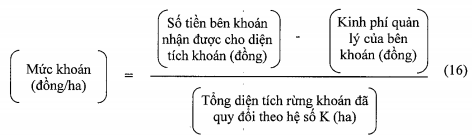 Số tiền bên khoán
nhận được cho diện
tích khoán (đồng)
-
Kinh phí quản
lý của bên
khoán (đồng)
Mức khoán
(đồng/ha)
=
(16)
Tổng diện tích rừng khoán đã
quy đổi theo hệ số K (ha)